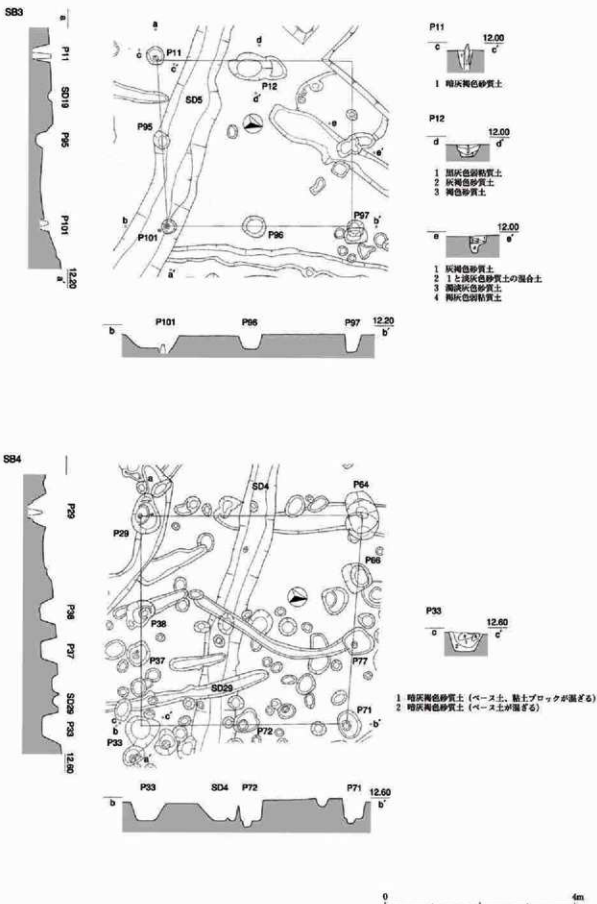 SB3
a
P11
SD19
P95
P101
12.20
a'
a
c
P11
c'
d
P12
d'
SD5
P95
e
e'
b
P101
a'
P96
P97
b'
P11
c
12.00
c'
1 暗灰褐色砂質土
P12
d
12.00
d'
1 黒灰色弱粘質土
2 灰褐色砂質土
3 褐色砂質土
e
12.00
e'
1 灰褐色砂質土
2 1と淡灰色砂質土の混合土
3 濁淡灰色砂質土
4 褐灰色弱粘質土
b
P101
P96
P97
12.20
b'
SB4
P29
P38
P37
SD29
P33
12.60
a
P29
SD4
P64
P66
P38
P37
P77
SD29
c
c'
b
P33
a'
P72
P71
b'
P33
c
12.60
c'
1 暗灰褐色砂質土(ベース土、粘土ブロックが混ざる)
2 暗灰褐色砂質土(ベース土が混ざる)
b
P33
SD4
P72
P71
12.60
b'
0
4m